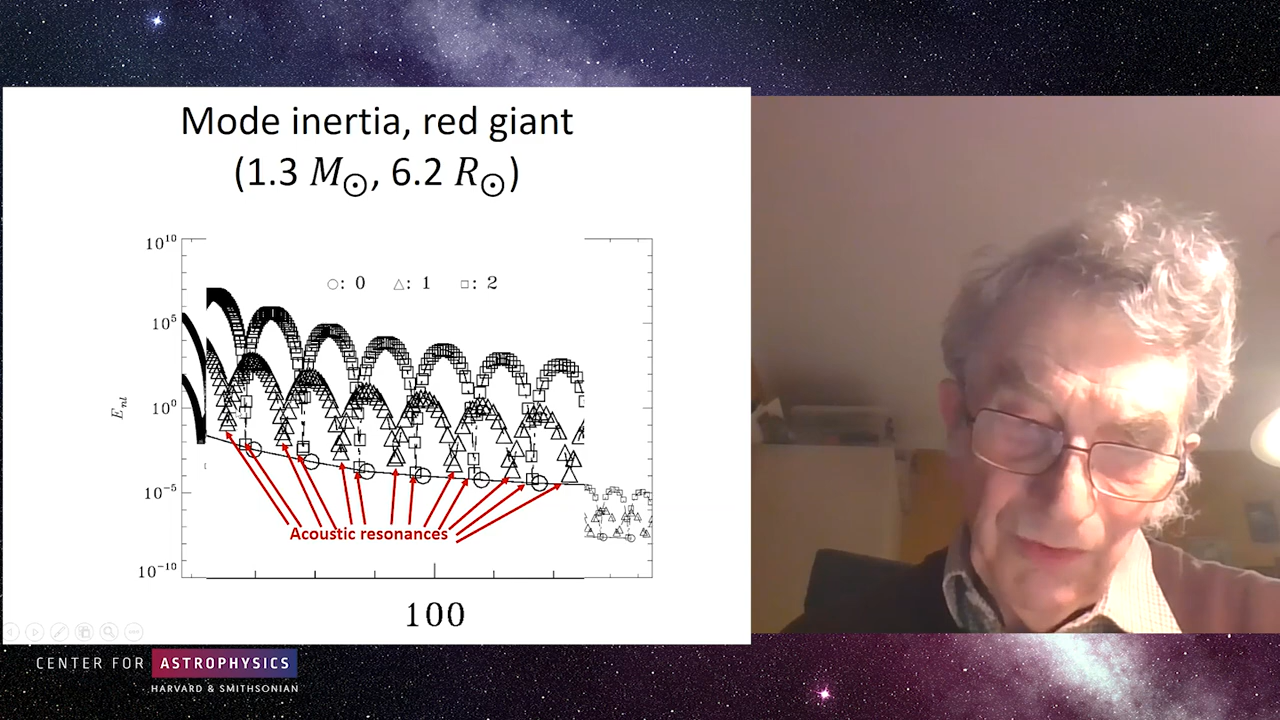 Mode inertia, red giant
(1.3 M⊙, 6.2 R⊙)
10¹⁰
○: 0 △: 1 □: 2
10⁵
10⁰
Eₙₗ
10⁻⁵
Acoustic resonances
10⁻¹⁰
100
CENTER FOR ASTROPHYSICS
HARVARD & SMITHSONIAN